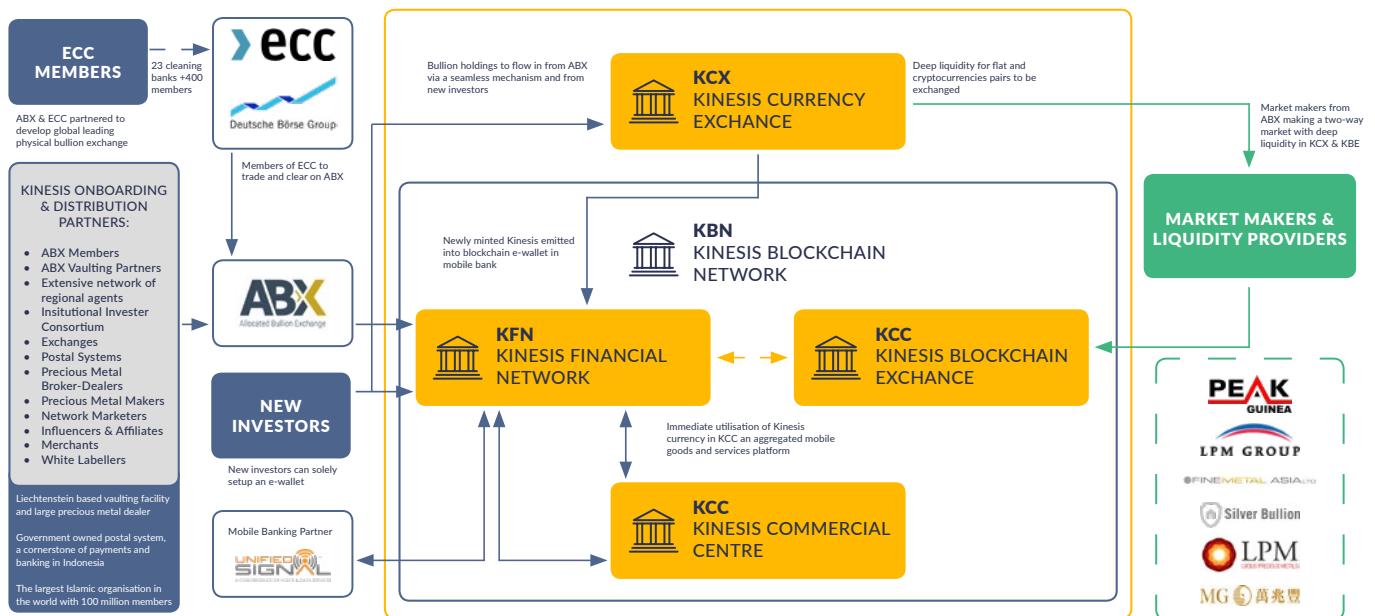 ECC
MEMBERS
23 cleaning
banks +400
members
ABX & ECC partnered to
develop global leading
physical bullion exchange
ecc
Deutsche Börse Group
Members of ECC to
trade and clear on ABX
KINESIS ONBOARDING
& DISTRIBUTION
PARTNERS:
• ABX Members
• ABX Vaulting Partners
• Extensive network of
regional agents
• Insitutional Invester
Consortium
• Exchanges
• Postal Systems
• Precious Metal
Broker-Dealers
• Precious Metal Makers
• Network Marketers
• Influencers & Affiliates
• Merchants
• White Labellers
Liechtenstein based vaulting facility
and large precious metal dealer
Government owned postal system,
a cornerstone of payments and
banking in Indonesia
The largest Islamic organisation in
the world with 100 million members
ABX
Allocated Bullion Exchange
NEW
INVESTORS
New investors can solely
setup an e-wallet
Mobile Banking Partner
UNIFIED
SIGNAL
Bullion holdings to flow in from ABX
via a seamless mechanism and from
new investors
KCX
KINESIS CURRENCY
EXCHANCE
Deep liquidity for flat and
cryptocurrencies pairs to be
exchanged
Newly minted Kinesis emitted
into blockchain e-wallet in
mobile bank
KBN
KINESIS BLOCKCHAIN
NETWORK
KFN
KINESIS FINANCIAL
NETWORK
KCC
KINESIS BLOCKCHAIN
EXCHANCE
Immediate utilisation of Kinesis
currency in KCC an aggregated mobile
goods and services platform
KCC
KINESIS COMMERCIAL
CENTRE
Market makers from
ABX making a two-way
market with deep
liquidity in KCX & KBE
MARKET MAKERS &
LIQUIDITY PROVIDERS
PEAK
GUINEA
LPM GROUP
FINEMETAL ASIA LTD
Silver Bullion
LPM
MG 萬兆豐